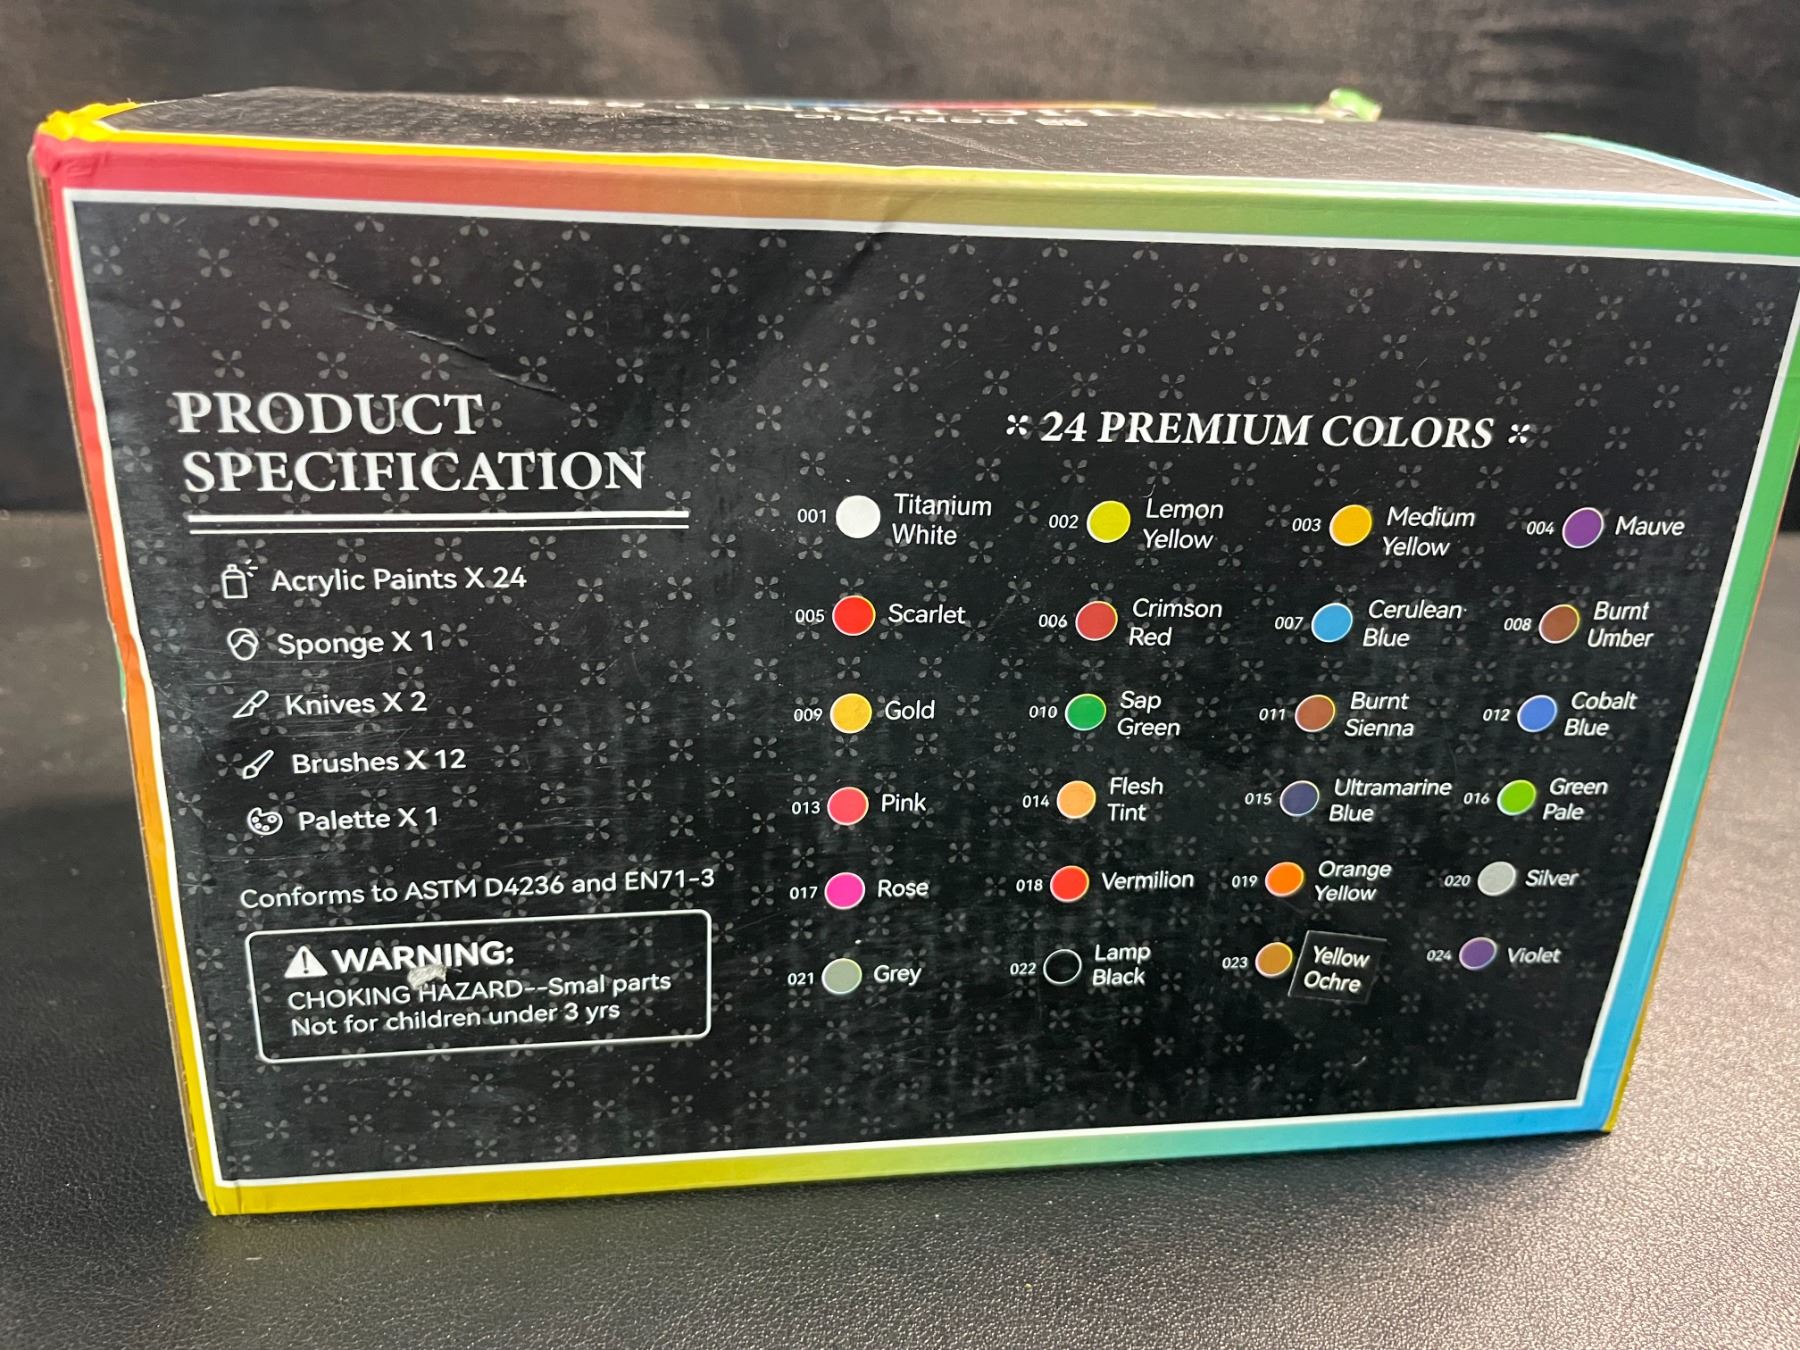 PRODUCT
SPECIFICATION
Acrylic Paints X 24
Sponge X 1
Knives X 2
Brushes X 12
Palette X 1
Conforms to ASTM D4236 and EN71-3
WARNING:
CHOKING HAZARD--Smal parts
Not for children under 3 yrs
24 PREMIUM COLORS
001 Titanium
White
002 Lemon
Yellow
003 Medium
Yellow
004 Mauve
005 Scarlet
006 Crimson
Red
007 Cerulean
Blue
008 Burnt
Umber
009 Gold
010 Sap
Green
011 Burnt
Sienna
012 Cobalt
Blue
013 Pink
014 Flesh
Tint
015 Ultramarine
Blue
016 Green
Pale
017 Rose
018 Vermilion
019 Orange
Yellow
020 Silver
021 Grey
022 Lamp
Black
023 Yellow
Ochre
024 Violet